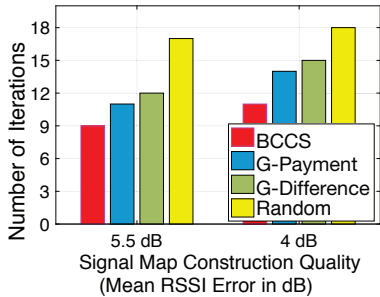 Number of Iterations
18
15
12
9
6
3
0
BCCS
G-Payment
G-Difference
Random
5.5 dB
4 dB
Signal Map Construction Quality
(Mean RSSI Error in dB)